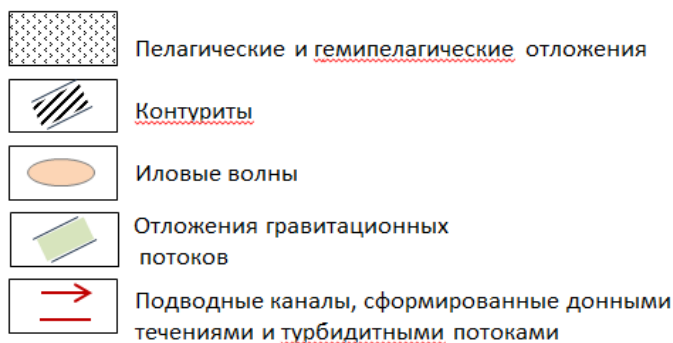 Пелагические и гемипелагические отложения
Контуриты
Иловые волны
Отложения гравитационных
потоков
Подводные каналы, сформированные донными
течениями и турбидитными потоками